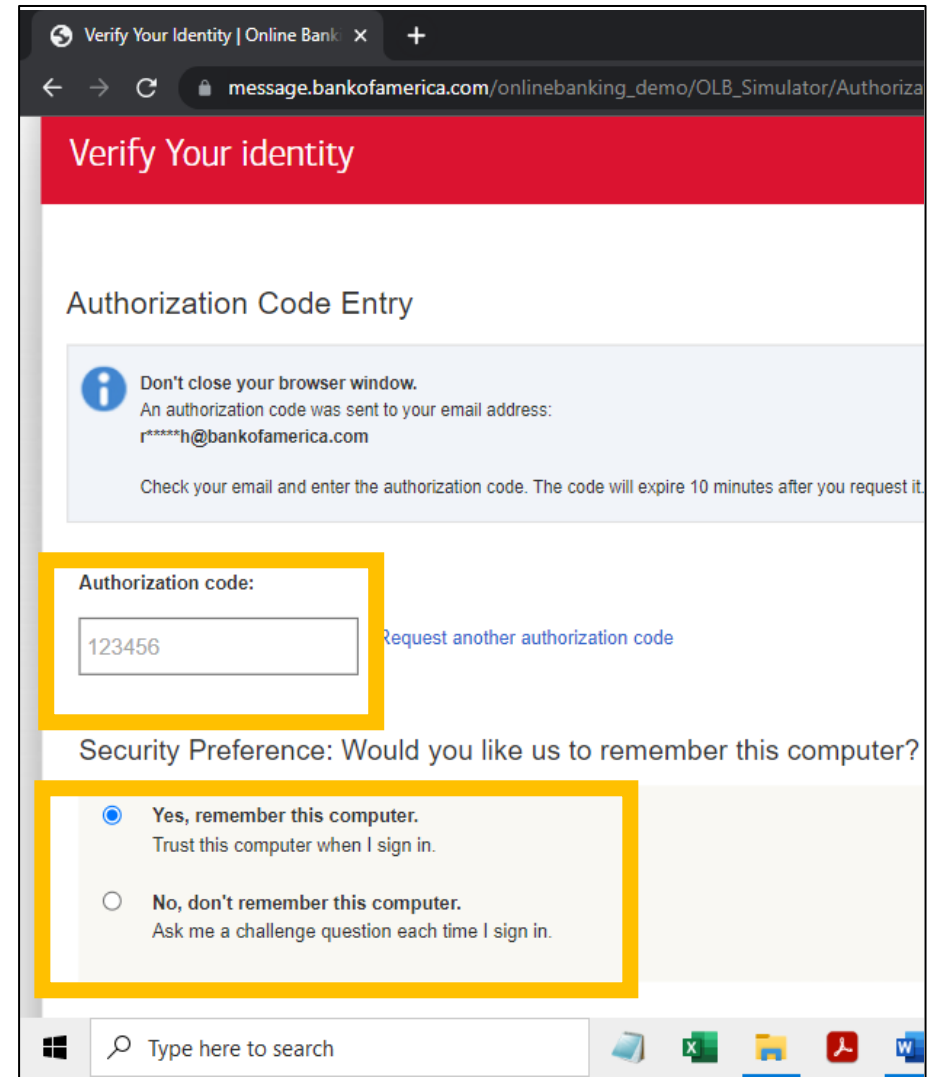 Verify Your Identity | Online Bank
message.bankofamerica.com/onlinebanking_demo/OLB_Simulator/Authoriza
Verify Your identity
Authorization Code Entry
Don't close your browser window.
An authorization code was sent to your email address:
r*****h@bankofamerica.com
Check your email and enter the authorization code. The code will expire 10 minutes after you request it.
Authorization code:
123456
Request another authorization code
Security Preference: Would you like us to remember this computer?
Yes, remember this computer.
Trust this computer when I sign in.
No, don't remember this computer.
Ask me a challenge question each time I sign in.
Type here to search